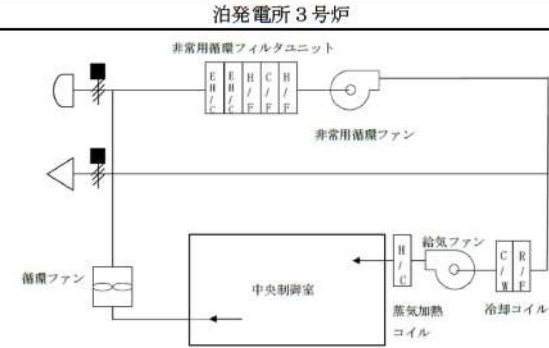 泊発電所３号炉
非常用循環フィルタユニット
EH/C
EH/C
H/F
C/F
H/F
非常用循環ファン
循環ファン
中央制御室
H/C
給気ファン
C/W
R/F
蒸気加熱
コイル
冷却コイル